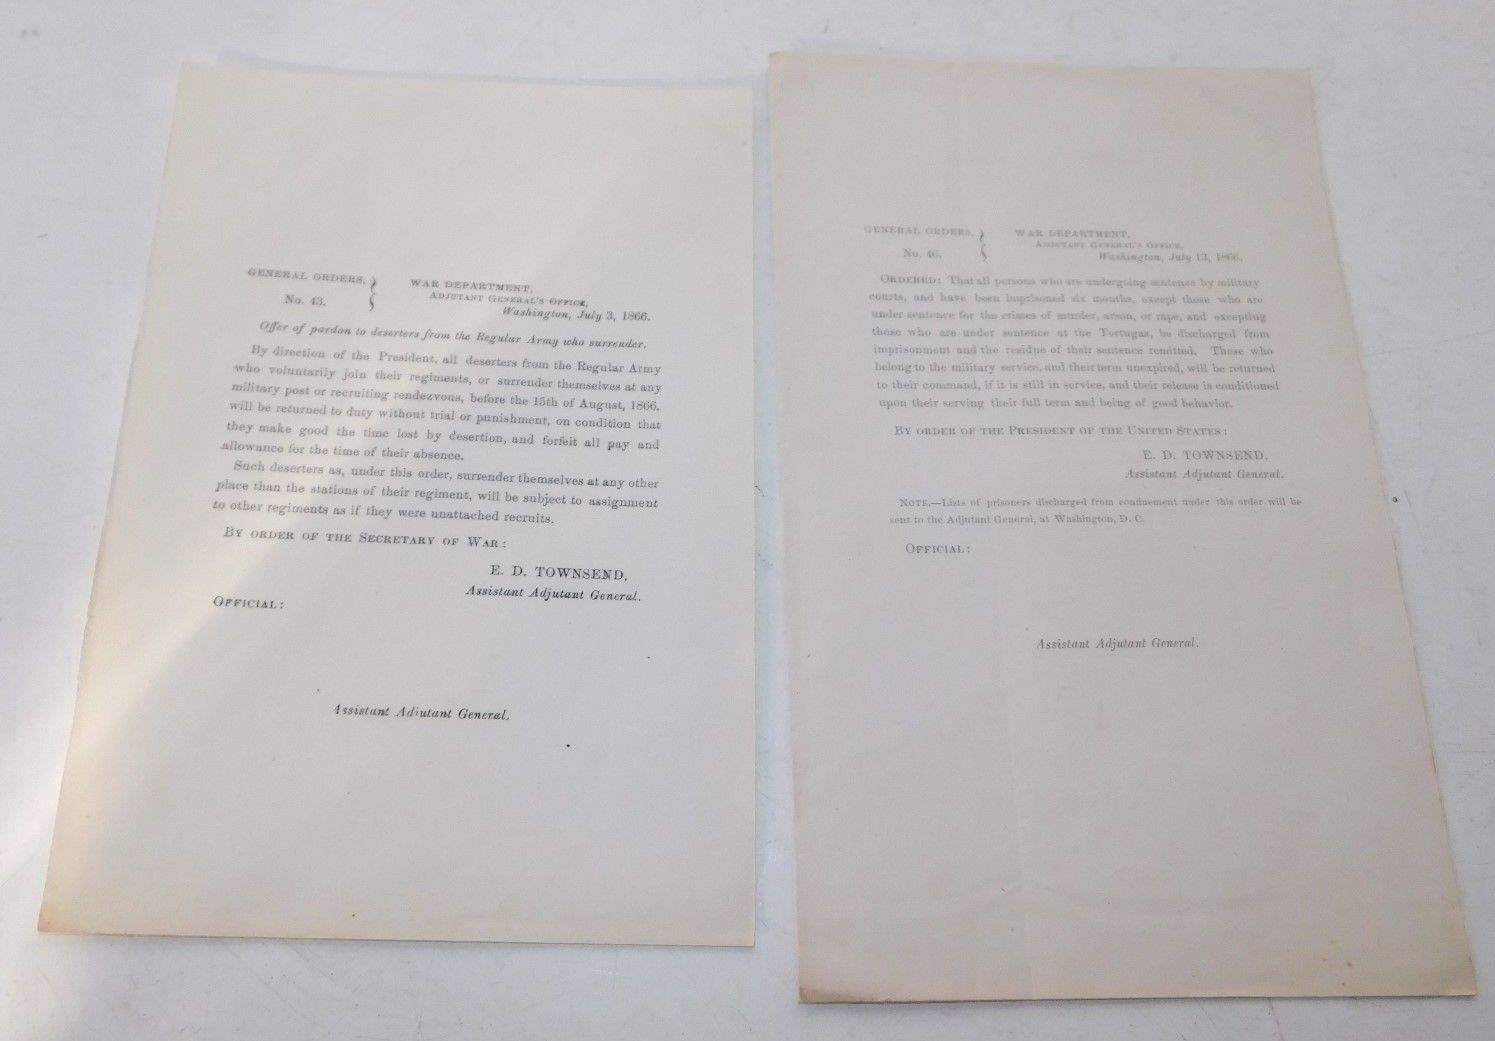 GENERAL ORDERS,
No. 43.
WAR DEPARTMENT,
ADJUTANT GENERAL'S OFFICE,
Washington, July 3, 1866.
Offer of pardon to deserters from the Regular Army who surrender.
By direction of the President, all deserters from the Regular Army
who voluntarily join their regiments, or surrender themselves at any
military post or recruiting rendezvous, before the 15th of August, 1866,
will be returned to duty without trial or punishment, on condition that
they make good the time lost by desertion, and forfeit all pay and
allowance for the time of their absence.
Such deserters as, under this order, surrender themselves at any other
place than the stations of their regiment, will be subject to assignment
to other regiments as if they were unattached recruits.
BY ORDER OF THE SECRETARY OF WAR:
E. D. TOWNSEND,
Assistant Adjutant General.
OFFICIAL:
Assistant Adjutant General.
GENERAL ORDERS,
No. 46.
WAR DEPARTMENT,
ADJUTANT GENERAL'S OFFICE,
Washington, July 13, 1866.
ORDERED: That all persons who are undergoing sentence by military
courts, and have been imprisoned six months, except those who are
under sentence for the crimes of murder, arson, or rape, and excepting
those who are under sentence at the Tortugas, be discharged from
imprisonment and the residue of their sentence remitted. Those who
belong to the military service, and their term unexpired, will be returned
to their command, if it is still in service, and their release is conditioned
upon their serving their full term and being of good behavior.
BY ORDER OF THE PRESIDENT OF THE UNITED STATES:
E. D. TOWNSEND,
Assistant Adjutant General.
NOTE.—Lists of prisoners discharged from confinement under this order will be
sent to the Adjutant General, at Washington, D. C.
OFFICIAL:
Assistant Adjutant General.